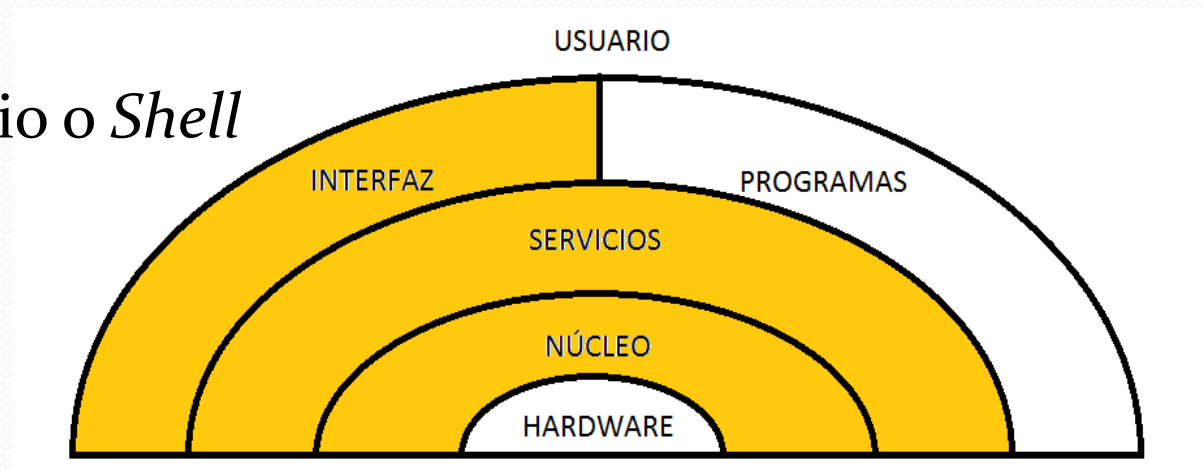 USUARIO
io o Shell
INTERFAZ
PROGRAMAS
SERVICIOS
NÚCLEO
HARDWARE